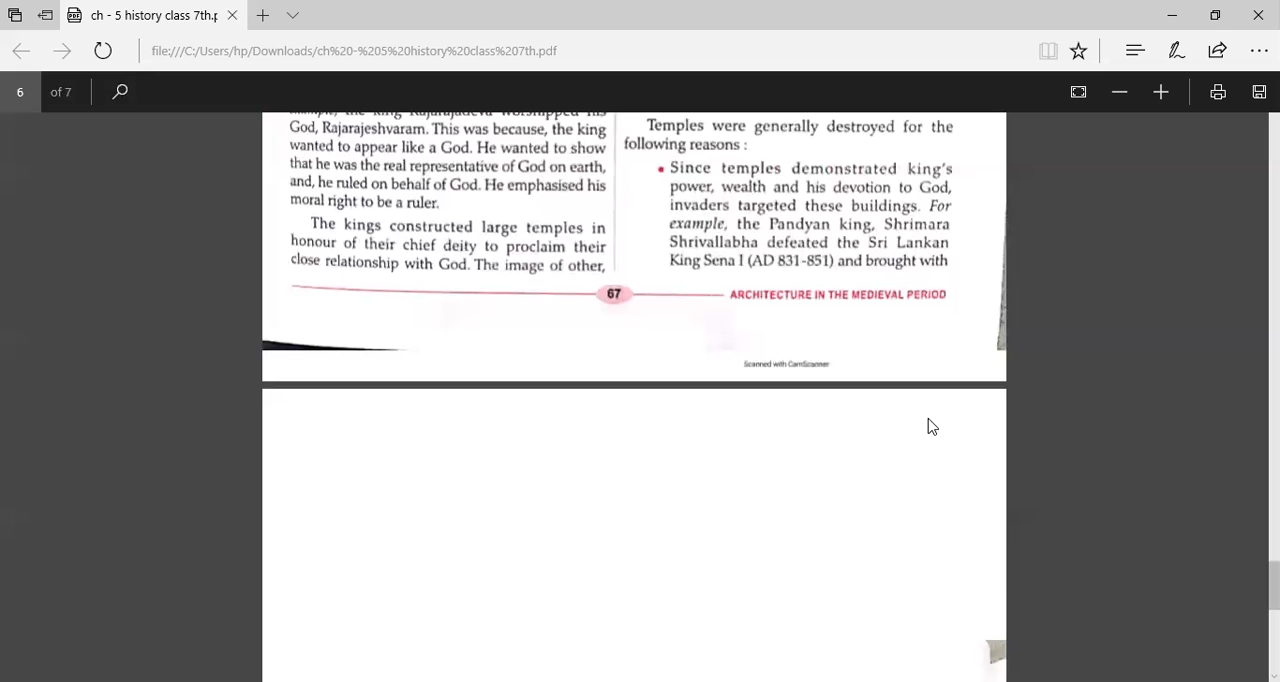 ch - 5 history class 7th.p
file:///C:/Users/hp/Downloads/ch%20-%205%20history%20class%207th.pdf
6 of 7
example, the king Rajarajadeva worshipped his
God, Rajarajeshvaram. This was because, the king
wanted to appear like a God. He wanted to show
that he was the real representative of God on earth,
and, he ruled on behalf of God. He emphasised his
moral right to be a ruler.
The kings constructed large temples in
honour of their chief deity to proclaim their
close relationship with God. The image of other,
Temples were generally destroyed for the
following reasons :
• Since temples demonstrated king's
power, wealth and his devotion to God,
invaders targeted these buildings. For
example, the Pandyan king, Shrimara
Shrivallabha defeated the Sri Lankan
King Sena I (AD 831-851) and brought with
67
ARCHITECTURE IN THE MEDIEVAL PERIOD
Scanned with CamScanner